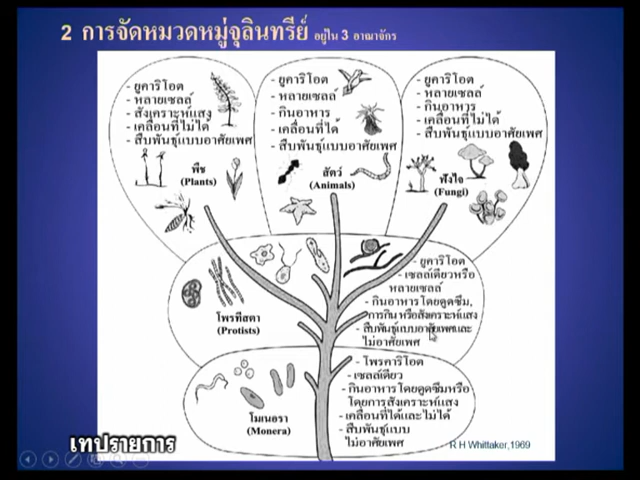 2 การจัดหมวดหมู่จุลินทรีย์ อยู่ใน 3 อาณาจักร
- ยูคาริโอต
- หลายเซลล์
- สังเคราะห์แสง
- เคลื่อนที่ไม่ได้
- สืบพันธุ์แบบอาศัยเพศ
พืช
(Plants)
- ยูคาริโอต
- หลายเซลล์
- กินอาหาร
- เคลื่อนที่ได้
- สืบพันธุ์แบบอาศัยเพศ
สัตว์
(Animals)
- ยูคาริโอต
- หลายเซลล์
- กินอาหาร
- เคลื่อนที่ไม่ได้
- สืบพันธุ์แบบอาศัยเพศ
ฟังไจ
(Fungi)
โพรทิสตา
(Protists)
- ยูคาริโอต
- เซลล์เดียวหรือ
หลายเซลล์
- กินอาหารโดยดูดซึม,
การกิน หรือสังเคราะห์แสง
- สืบพันธุ์แบบอาศัยเพศและ
ไม่อาศัยเพศ
โมเนอรา
(Monera)
- โพรคาริโอต
- เซลล์เดียว
- กินอาหารโดยดูดซึมหรือ
โดยการสังเคราะห์แสง
- เคลื่อนที่ได้และไม่ได้
- สืบพันธุ์แบบ
ไม่อาศัยเพศ
R H Whittaker,1969
เทปรายการ